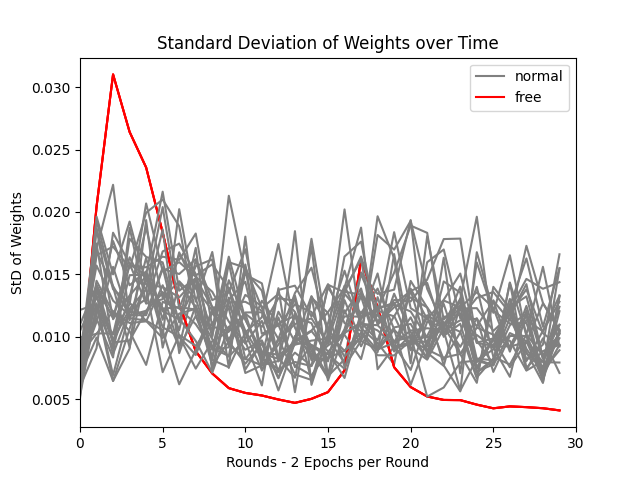 Standard Deviation of Weights over Time
normal
free
StD of Weights
0.030
0.025
0.020
0.015
0.010
0.005
0
5
10
15
20
25
30
Rounds - 2 Epochs per Round